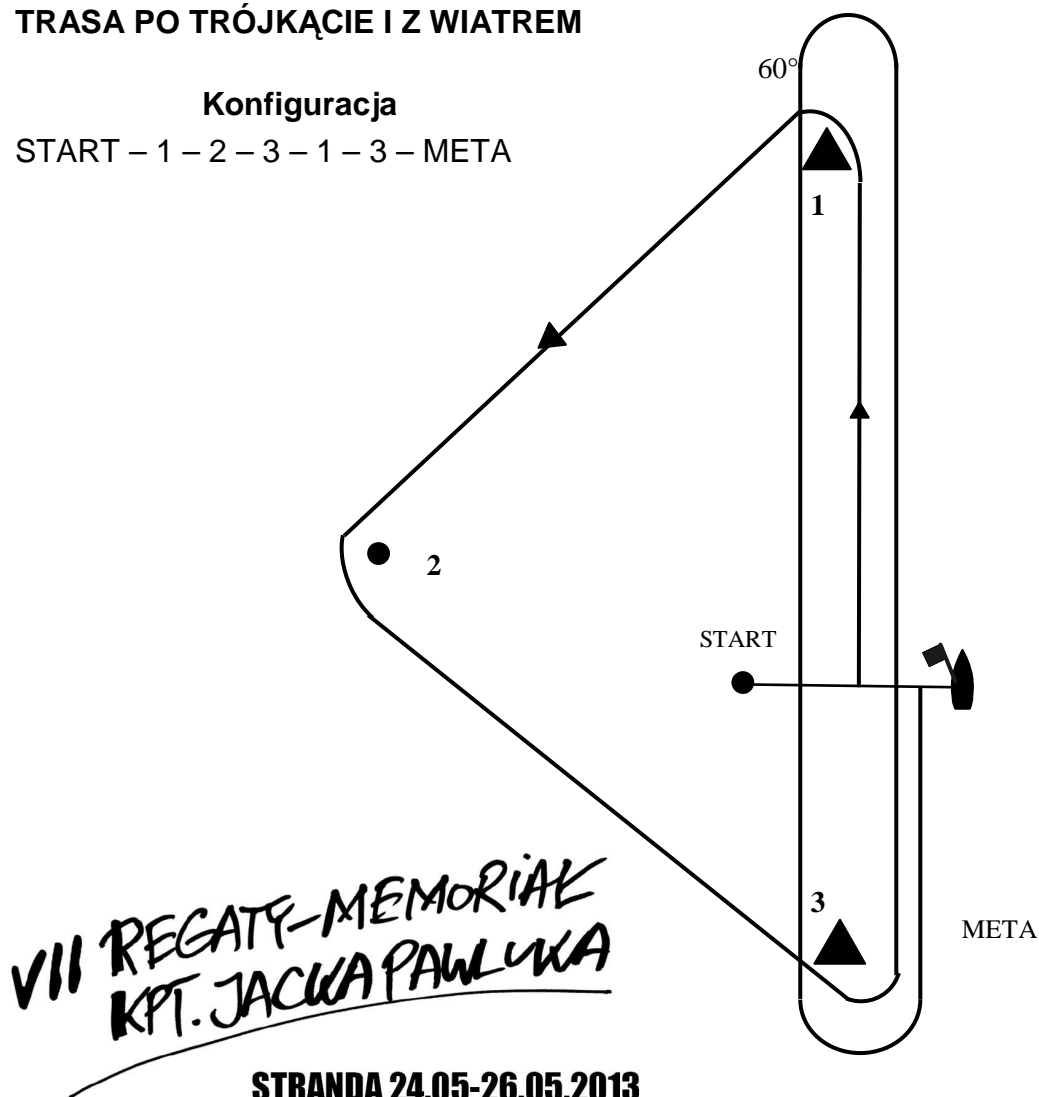 TRASA PO TRÓJKĄCIE I Z WIATREM
60°
Konfiguracja
START – 1 – 2 – 3 – 1 – 3 – META
1
2
START
3
META
VII REGATY-MEMORIAŁ
KPT. JACKA PAWLUKA
STRANDA 24.05-26.05.2013